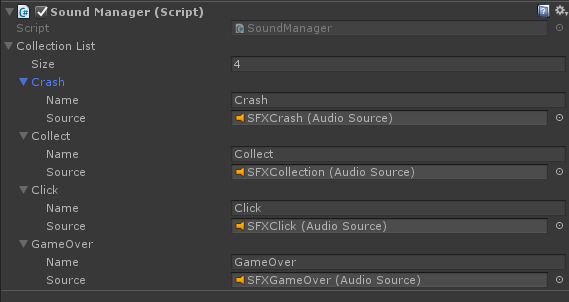 Sound Manager (Script)
Script SoundManager
Collection List
Size 4
Crash
Name Crash
Source SFXCrash (Audio Source)
Collect
Name Collect
Source SFXCollection (Audio Source)
Click
Name Click
Source SFXClick (Audio Source)
GameOver
Name GameOver
Source SFXGameOver (Audio Source)